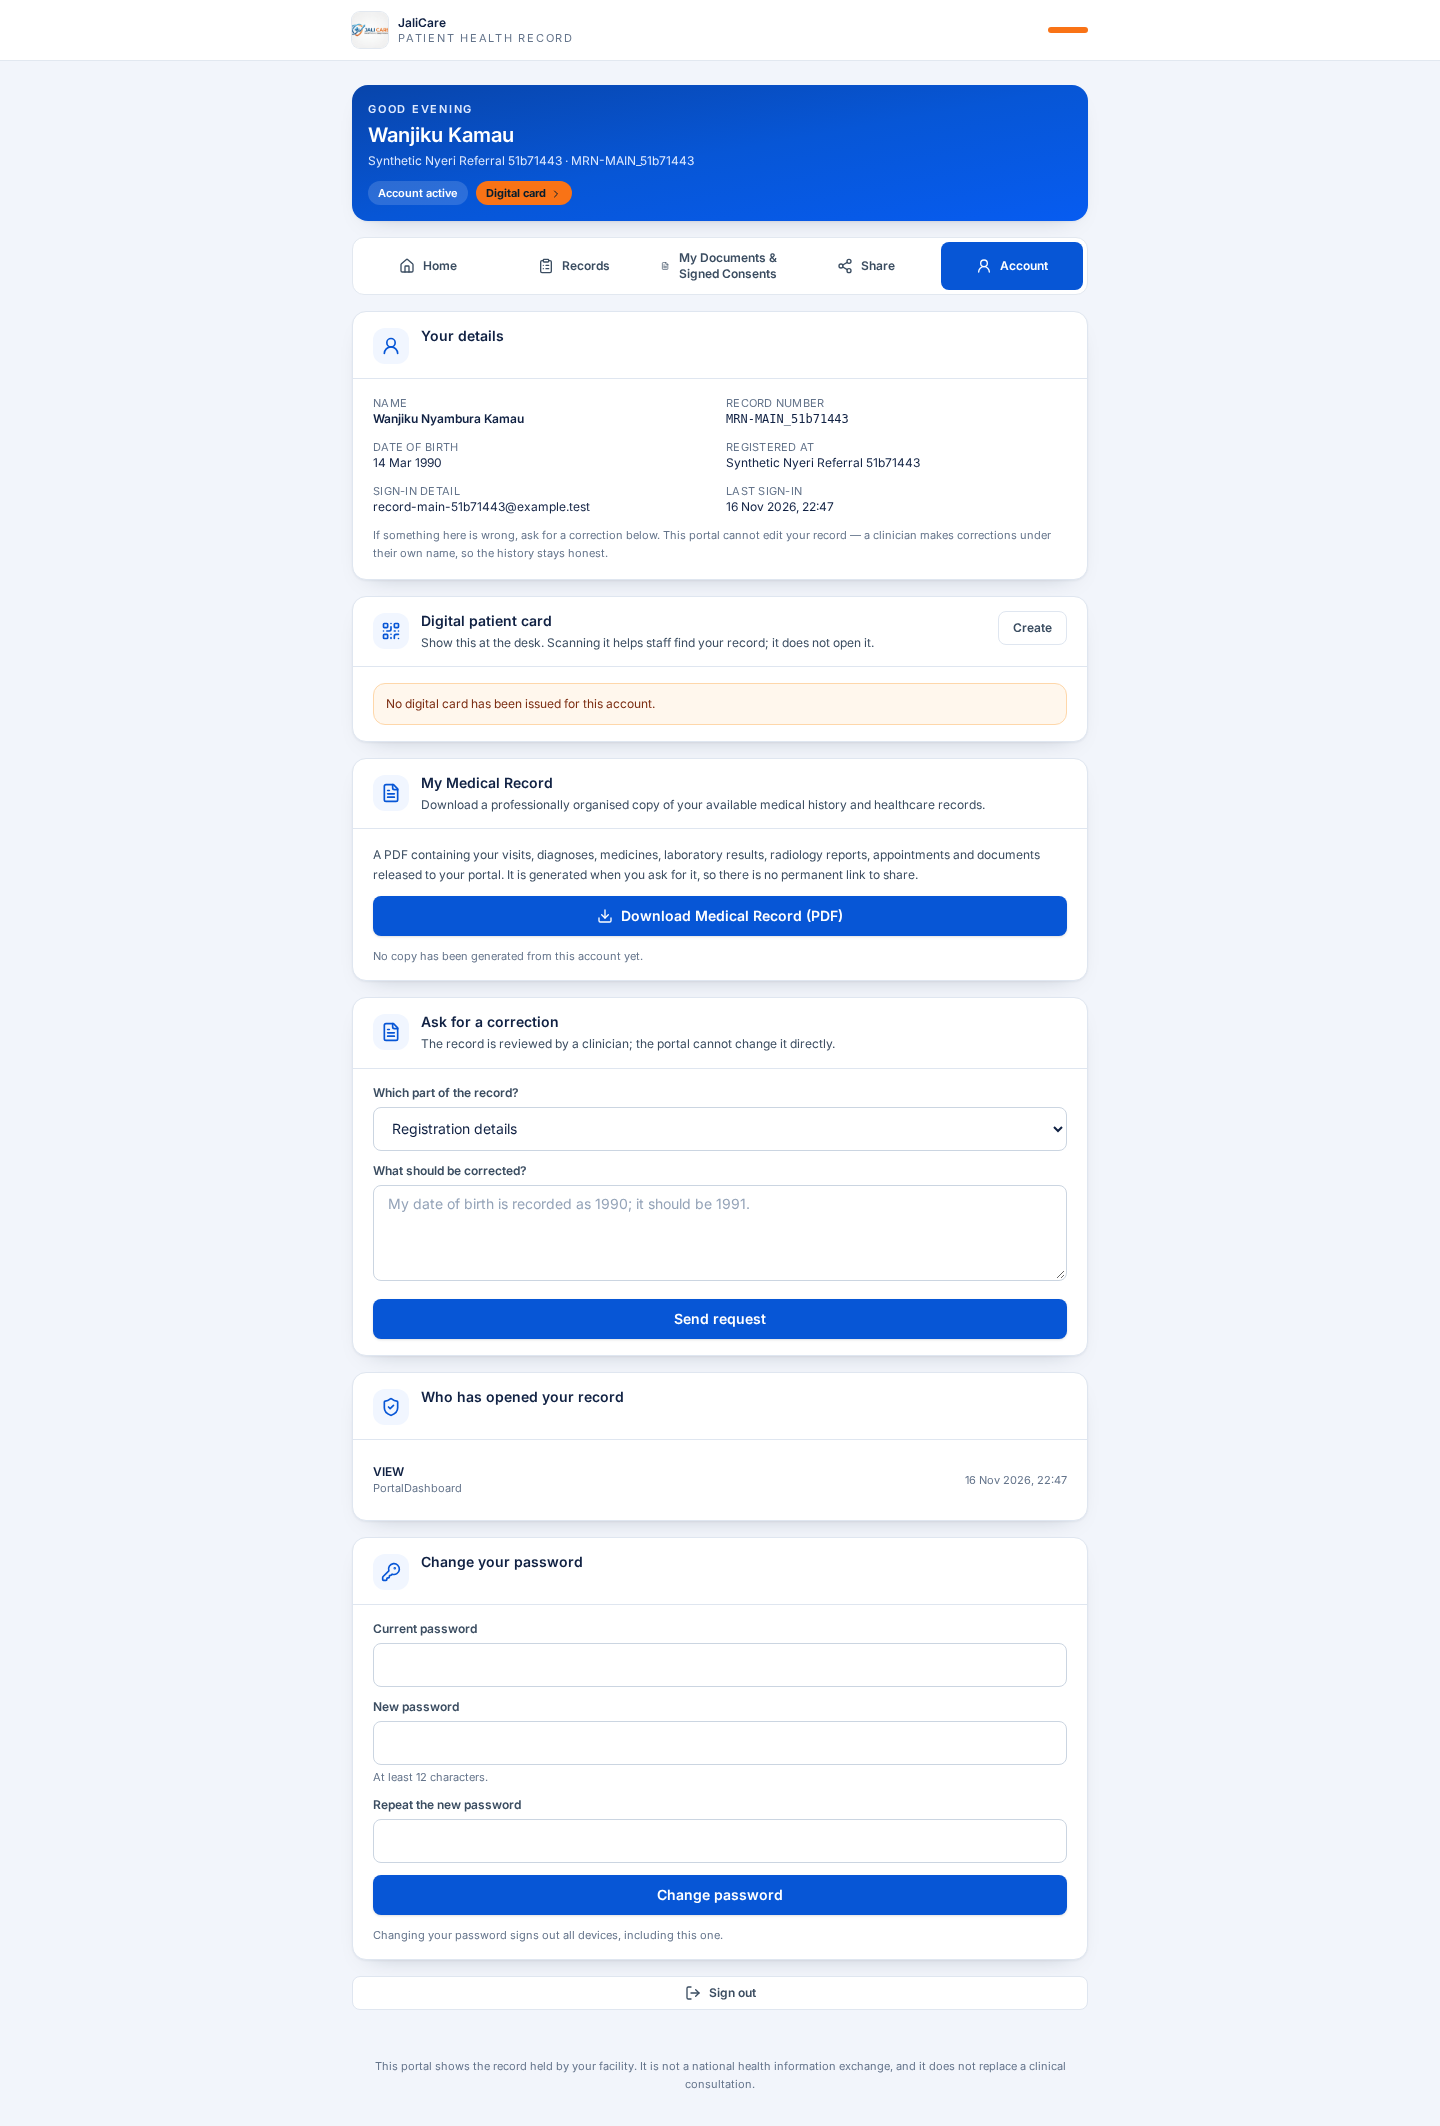 JALI CARE
JaliCare
PATIENT HEALTH RECORD
GOOD EVENING
Wanjiku Kamau
Synthetic Nyeri Referral 51b71443 · MRN-MAIN_51b71443
Account active
Digital card
Home
Records
My Documents &
Signed Consents
Share
Account
Your details
NAME
Wanjiku Nyambura Kamau
RECORD NUMBER
MRN-MAIN_51b71443
DATE OF BIRTH
14 Mar 1990
REGISTERED AT
Synthetic Nyeri Referral 51b71443
SIGN-IN DETAIL
record-main-51b71443@example.test
LAST SIGN-IN
16 Nov 2026, 22:47
If something here is wrong, ask for a correction below. This portal cannot edit your record — a clinician makes corrections under
their own name, so the history stays honest.
Digital patient card
Show this at the desk. Scanning it helps staff find your record; it does not open it.
Create
No digital card has been issued for this account.
My Medical Record
Download a professionally organised copy of your available medical history and healthcare records.
A PDF containing your visits, diagnoses, medicines, laboratory results, radiology reports, appointments and documents
released to your portal. It is generated when you ask for it, so there is no permanent link to share.
Download Medical Record (PDF)
No copy has been generated from this account yet.
Ask for a correction
The record is reviewed by a clinician; the portal cannot change it directly.
Which part of the record?
Registration details
What should be corrected?
My date of birth is recorded as 1990; it should be 1991.
Send request
Who has opened your record
VIEW
PortalDashboard
16 Nov 2026, 22:47
Change your password
Current password
New password
At least 12 characters.
Repeat the new password
Change password
Changing your password signs out all devices, including this one.
Sign out
This portal shows the record held by your facility. It is not a national health information exchange, and it does not replace a clinical
consultation.